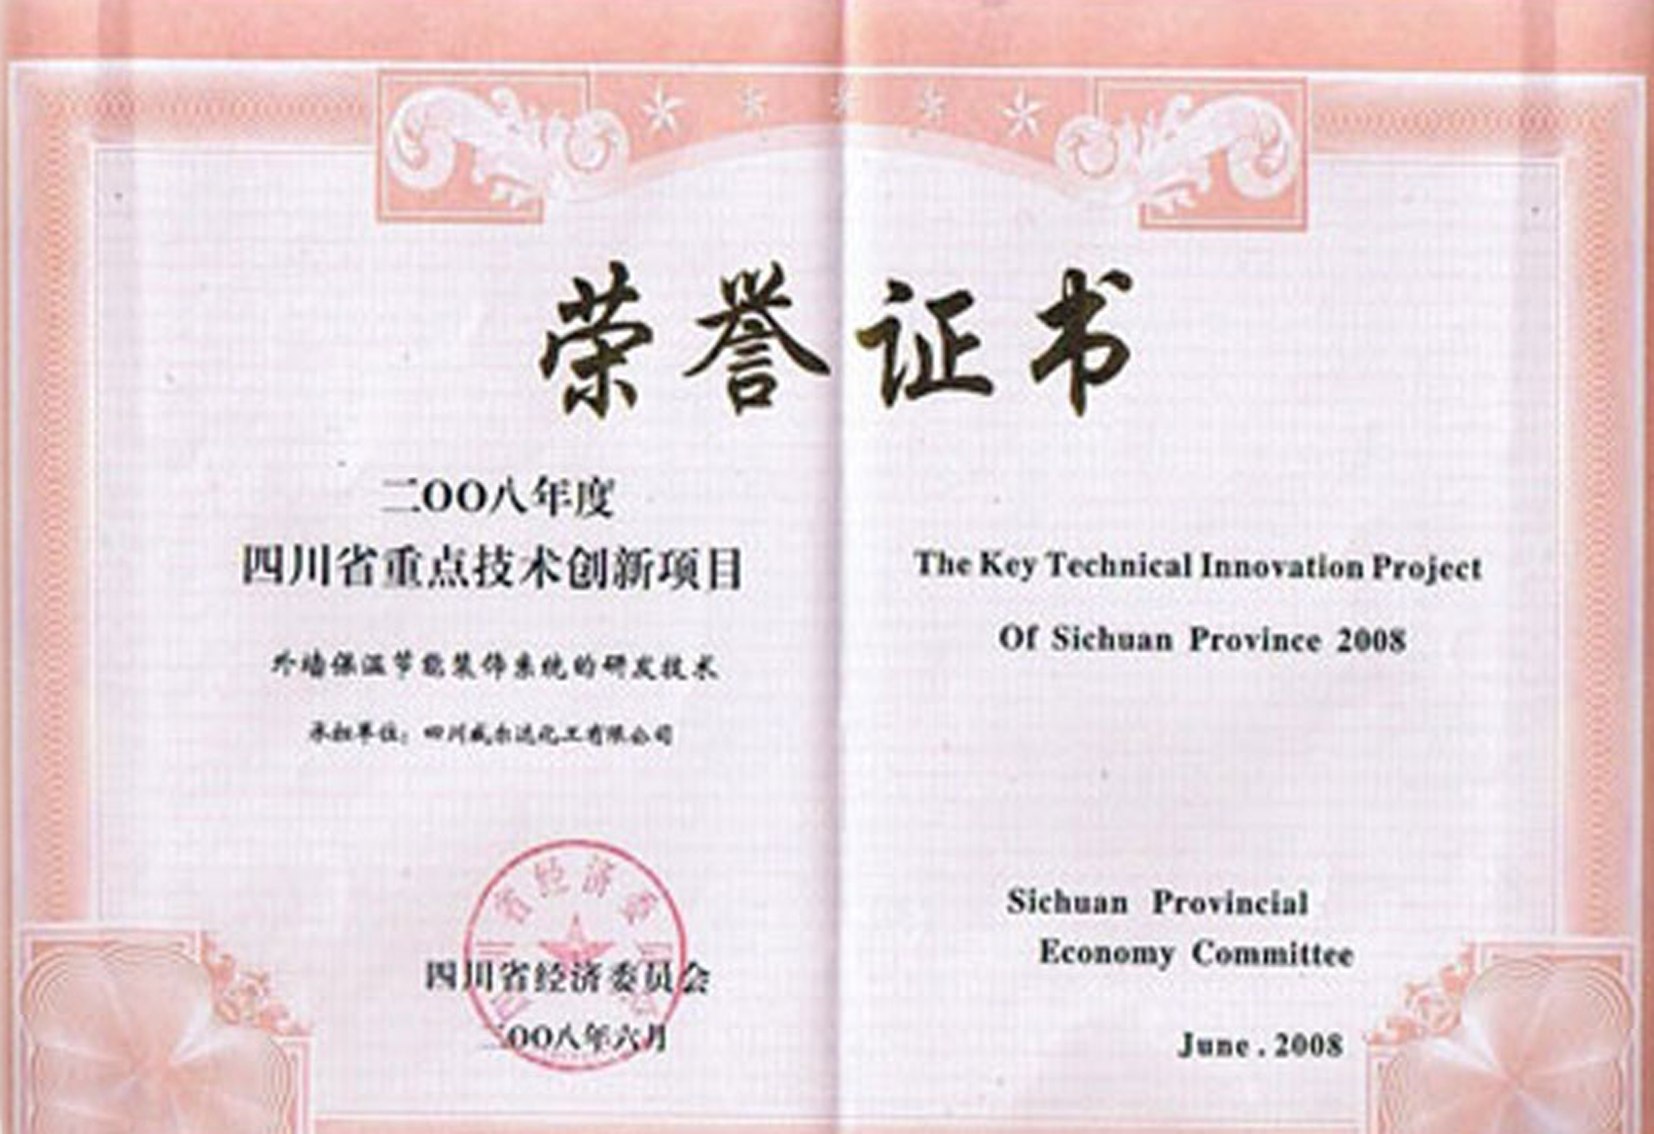 荣誉证书
二OO八年度
四川省重点技术创新项目
外墙保温节能装饰系统的研发技术
承担单位：四川威尔达化工有限公司
四川省经济委员会
二OO八年六月
The Key Technical Innovation Project
Of Sichuan Province 2008
Sichuan Provincial
Economy Committee
June . 2008